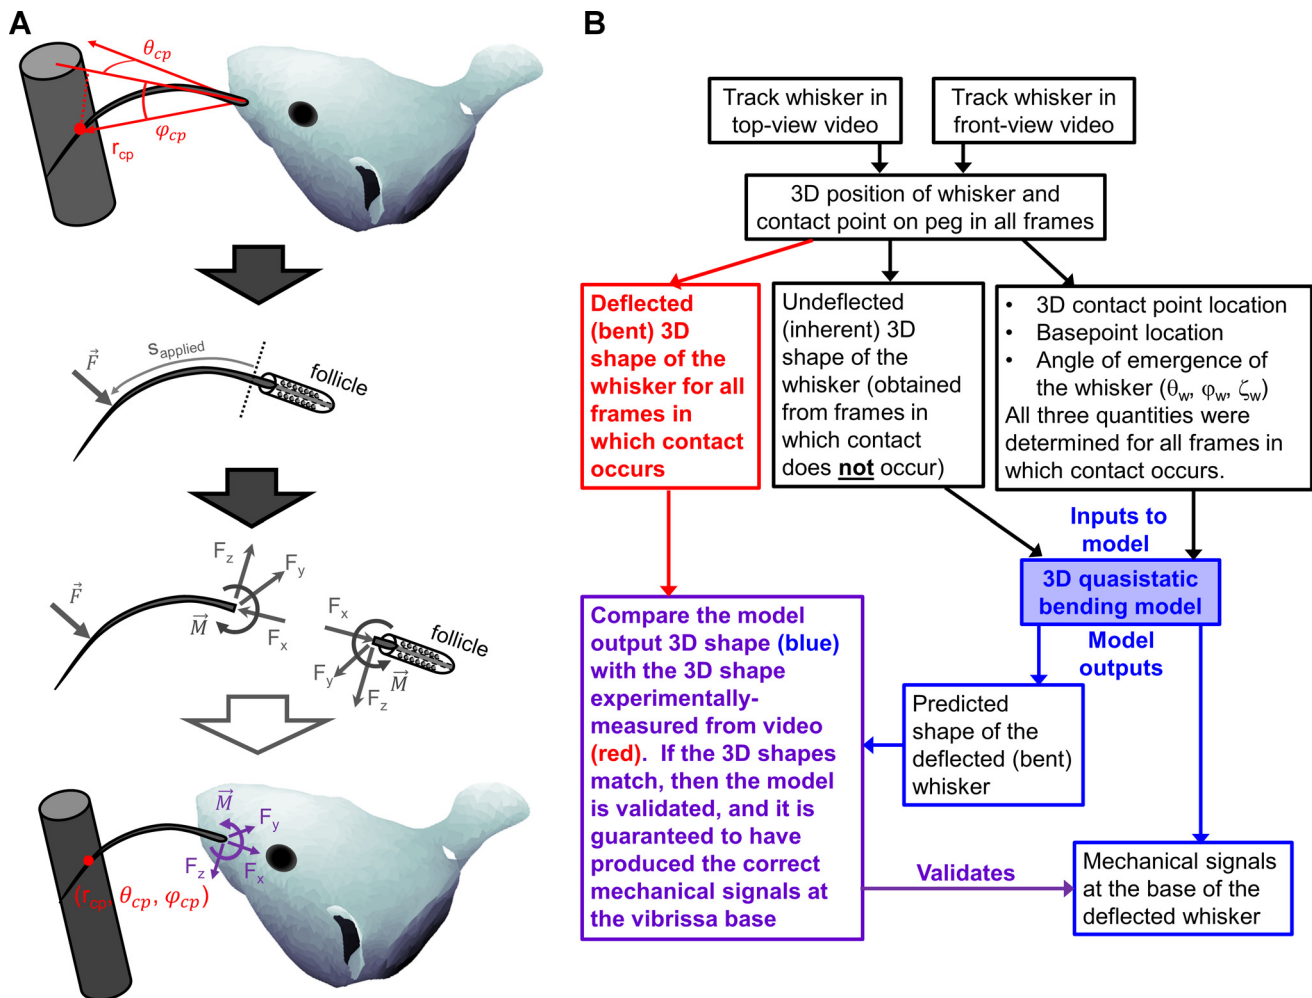 A
θcp
φcp
rcp
F
Sapplied
follicle
Fz
Fy
F
M
Fx
Fx
follicle
Fy
M
Fz
M
Fy
Fz
Fx
(rcp, θcp, φcp)
B
Track whisker in
top-view video
Track whisker in
front-view video
3D position of whisker and
contact point on peg in all frames
Deflected
(bent) 3D
shape of the
whisker for all
frames in
which contact
occurs
Undeflected
(inherent) 3D
shape of the
whisker (obtained
from frames in
which contact
does not occur)
• 3D contact point location
• Basepoint location
• Angle of emergence of
the whisker (θw, φw, ζw)
All three quantities were
determined for all frames in
which contact occurs.
Inputs to
model
3D quasistatic
bending model
Model
outputs
Compare the model
output 3D shape (blue)
with the 3D shape
experimentally-
measured from video
(red). If the 3D shapes
match, then the model
is validated, and it is
guaranteed to have
produced the correct
mechanical signals at
the vibrissa base
Predicted
shape of the
deflected (bent)
whisker
Validates
Mechanical signals
at the base of the
deflected whisker